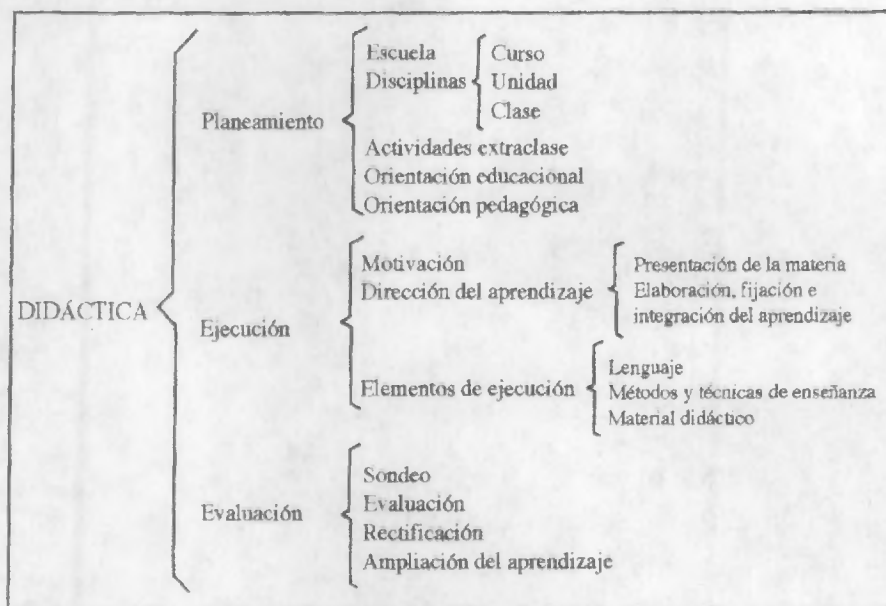 DIDÁCTICA
Planeamiento
Escuela
Disciplinas
Curso
Unidad
Clase
Actividades extraclase
Orientación educacional
Orientación pedagógica
Ejecución
Motivación
Dirección del aprendizaje
Presentación de la materia
Elaboración, fijación e
integración del aprendizaje
Elementos de ejecución
Lenguaje
Métodos y técnicas de enseñanza
Material didáctico
Evaluación
Sondeo
Evaluación
Rectificación
Ampliación del aprendizaje